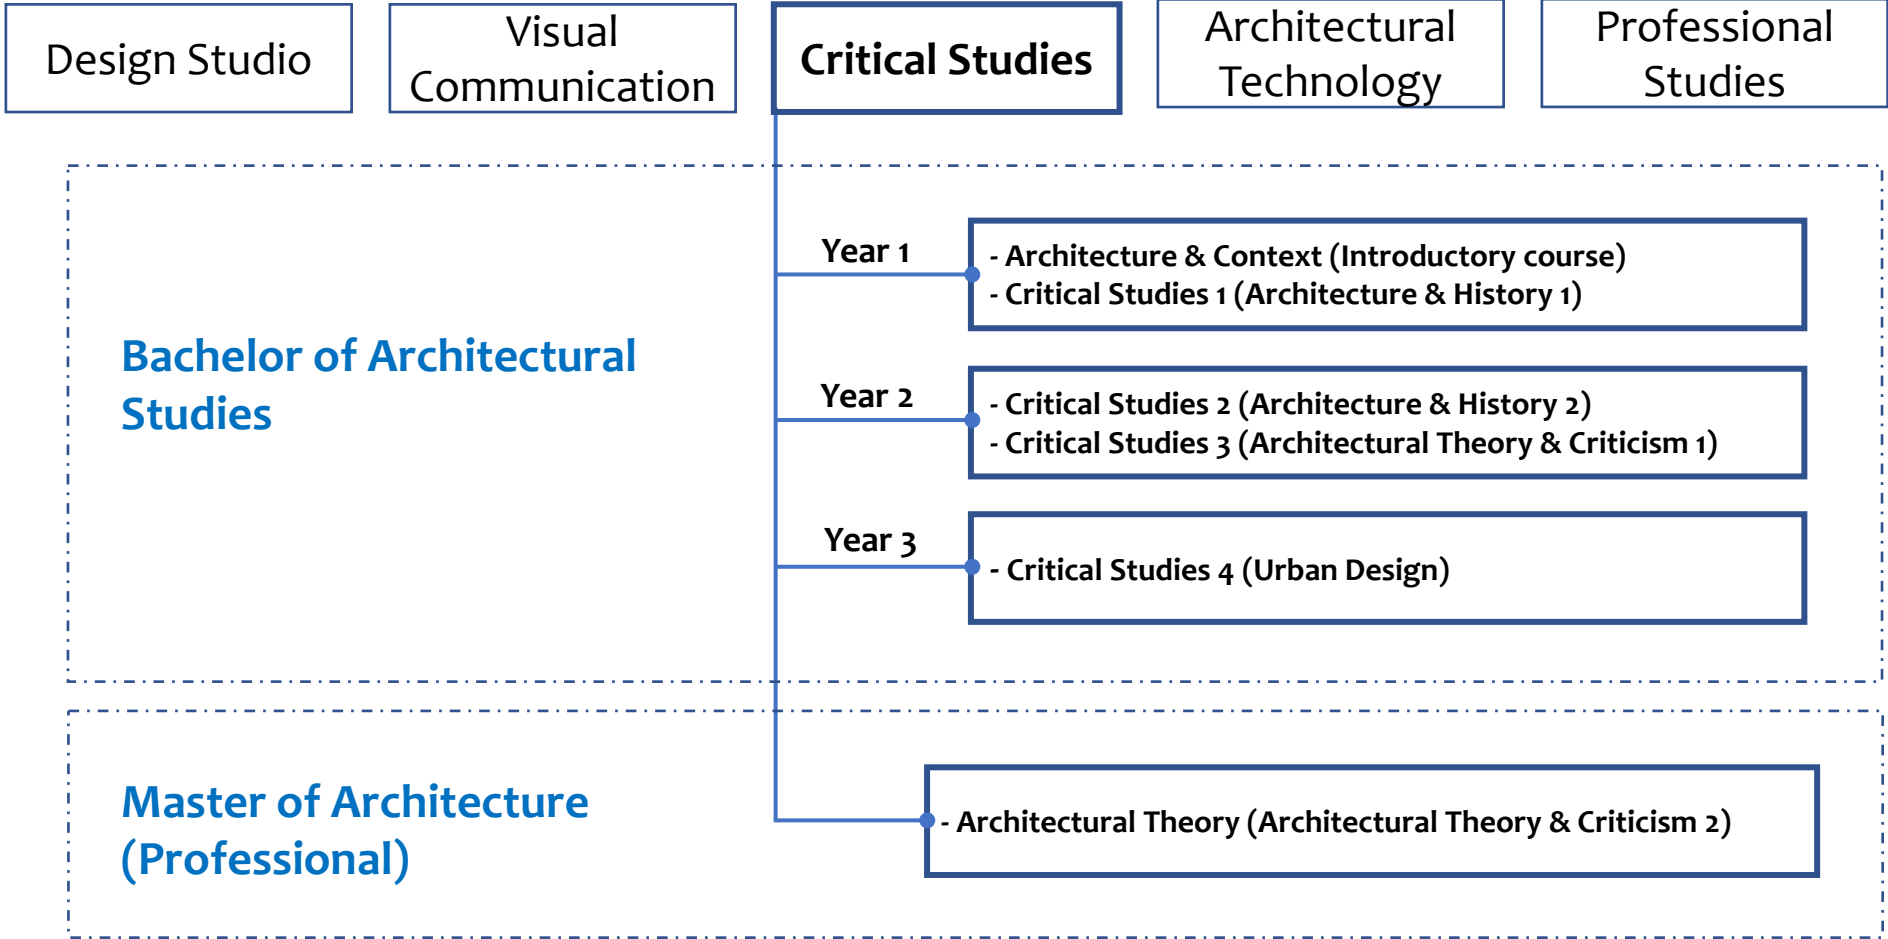 Design Studio
Visual
Communication
Critical Studies
Architectural
Technology
Professional
Studies
Bachelor of Architectural
Studies
Year 1
- Architecture & Context (Introductory course)
- Critical Studies 1 (Architecture & History 1)
Year 2
- Critical Studies 2 (Architecture & History 2)
- Critical Studies 3 (Architectural Theory & Criticism 1)
Year 3
- Critical Studies 4 (Urban Design)
Master of Architecture
(Professional)
- Architectural Theory (Architectural Theory & Criticism 2)